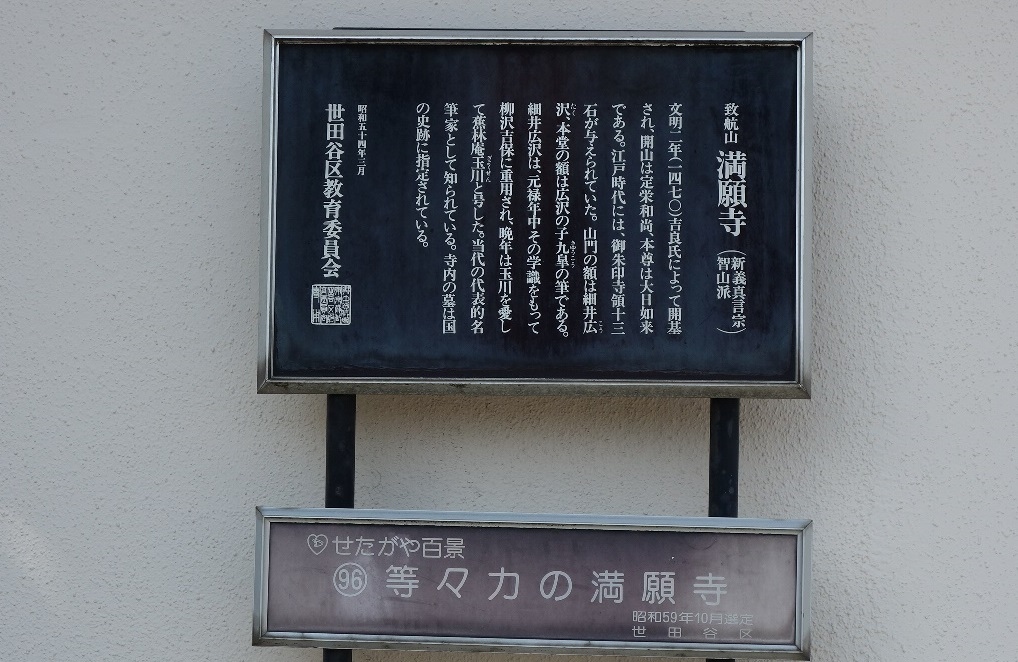 致航山 満願寺 (新義真言宗
智山派)
文明二年(一四七〇)吉良氏によって開基
され、開山は定栄和尚、本尊は大日如来
である。江戸時代には、御朱印寺領十三
石が与えられていた。山門の額は細井広
沢、本堂の額は広沢の子九皐の筆である。
細井広沢は、元禄年中その学識をもって
柳沢吉保に重用され、晩年は玉川を愛し
て蕉林庵玉川と号した。当代の代表的名
筆家として知られている。寺内の墓は国
の史跡に指定されている。
昭和五十四年三月
世田谷区教育委員会
せたがや百景
96 等々力の満願寺
昭和59年10月選定
世田谷区